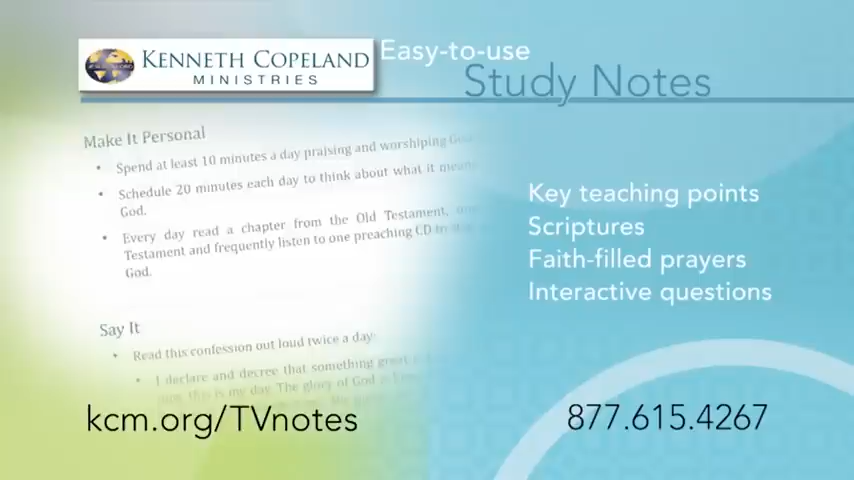 KENNETH COPELAND
MINISTRIES
Easy-to-use
Study Notes
Make It Personal
• Spend at least 10 minutes a day praising and worshiping
• Schedule 20 minutes each day to think about what it means
God.
• Every day read a chapter from the Old Testament,
Testament and frequently listen to one preaching CD
God.
Say It
• Read this confession out loud twice a day:
• I declare and decree that something great
this is my day. The glory of God is
Key teaching points
Scriptures
Faith-filled prayers
Interactive questions
kcm.org/TVnotes
877.615.4267